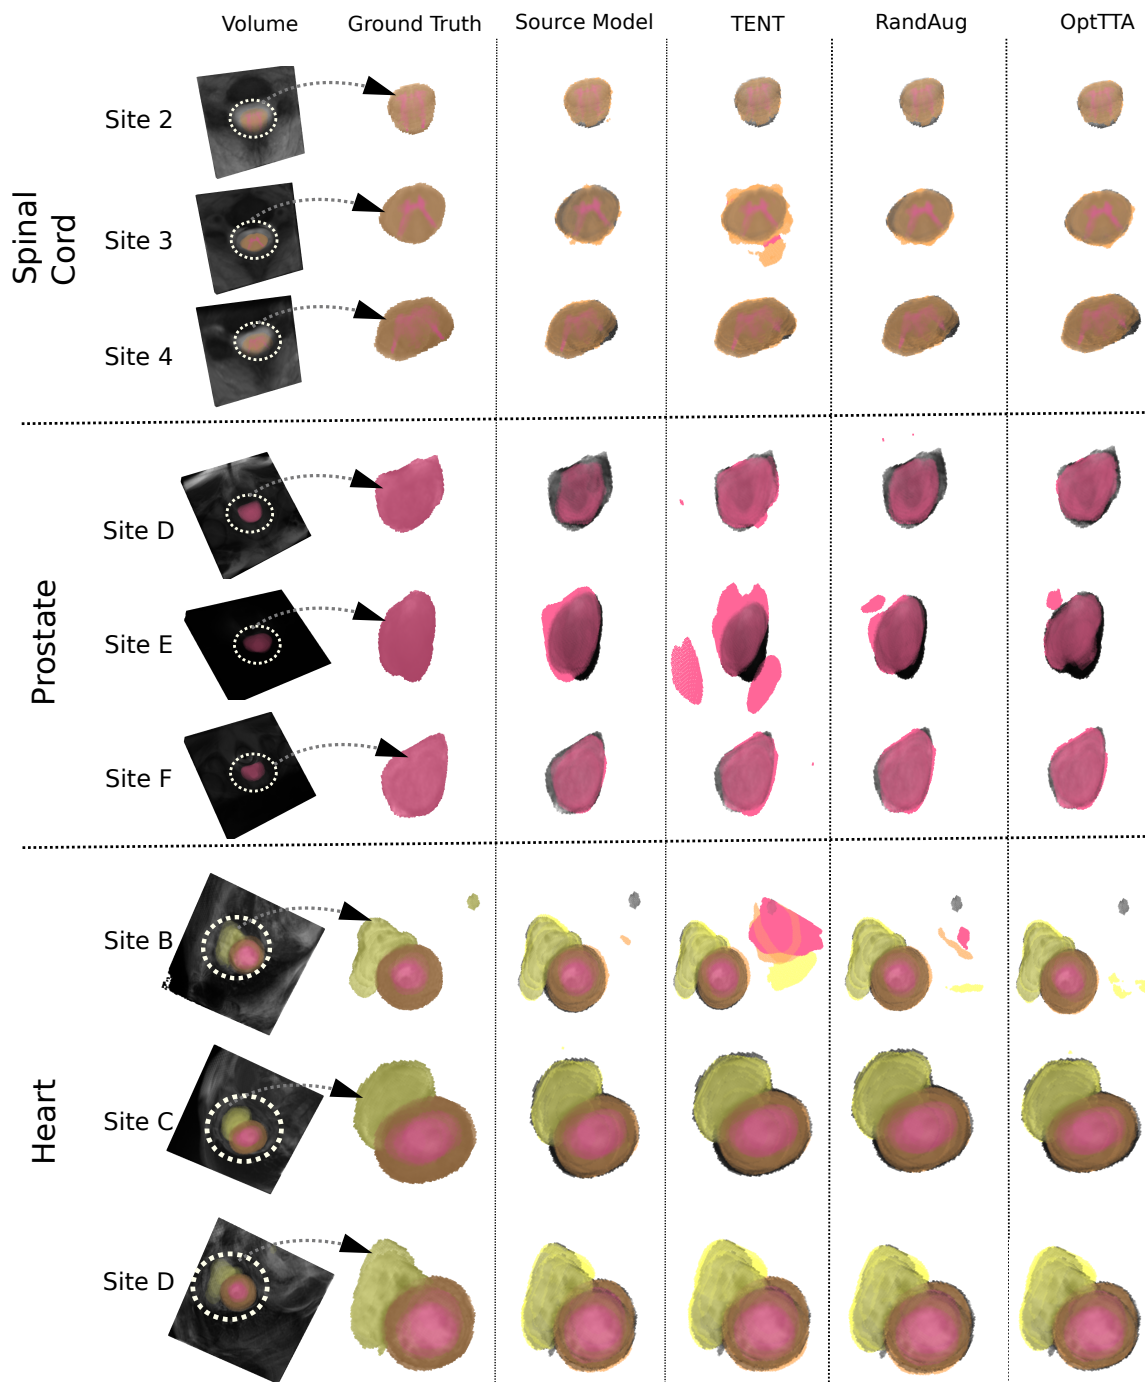 Volume Ground Truth Source Model TENT RandAug OptTTA
Spinal
Cord
Site 2
Site 3
Site 4
Prostate
Site D
Site E
Site F
Heart
Site B
Site C
Site D